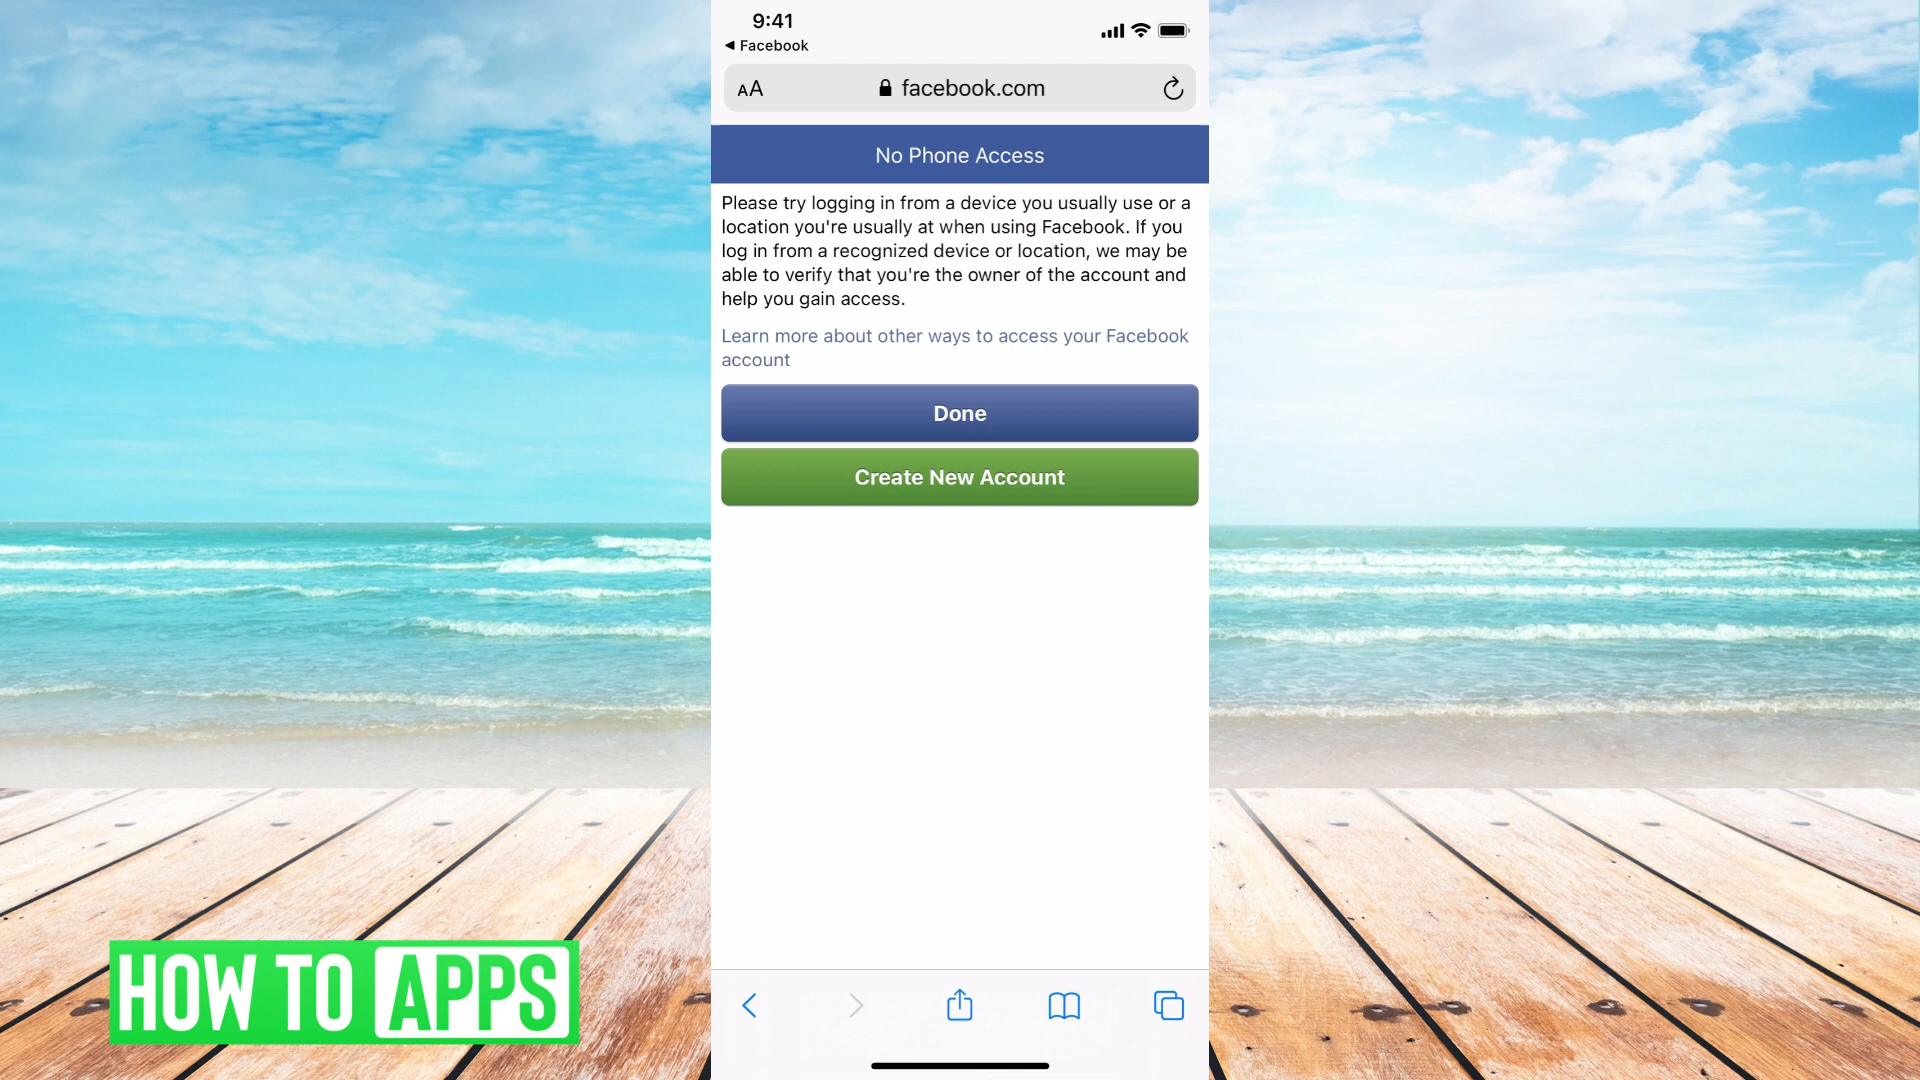 9:41
Facebook
AA
facebook.com
No Phone Access
Please try logging in from a device you usually use or a
location you're usually at when using Facebook. If you
log in from a recognized device or location, we may be
able to verify that you're the owner of the account and
help you gain access.
Learn more about other ways to access your Facebook
account
Done
Create New Account
HOW TO APPS